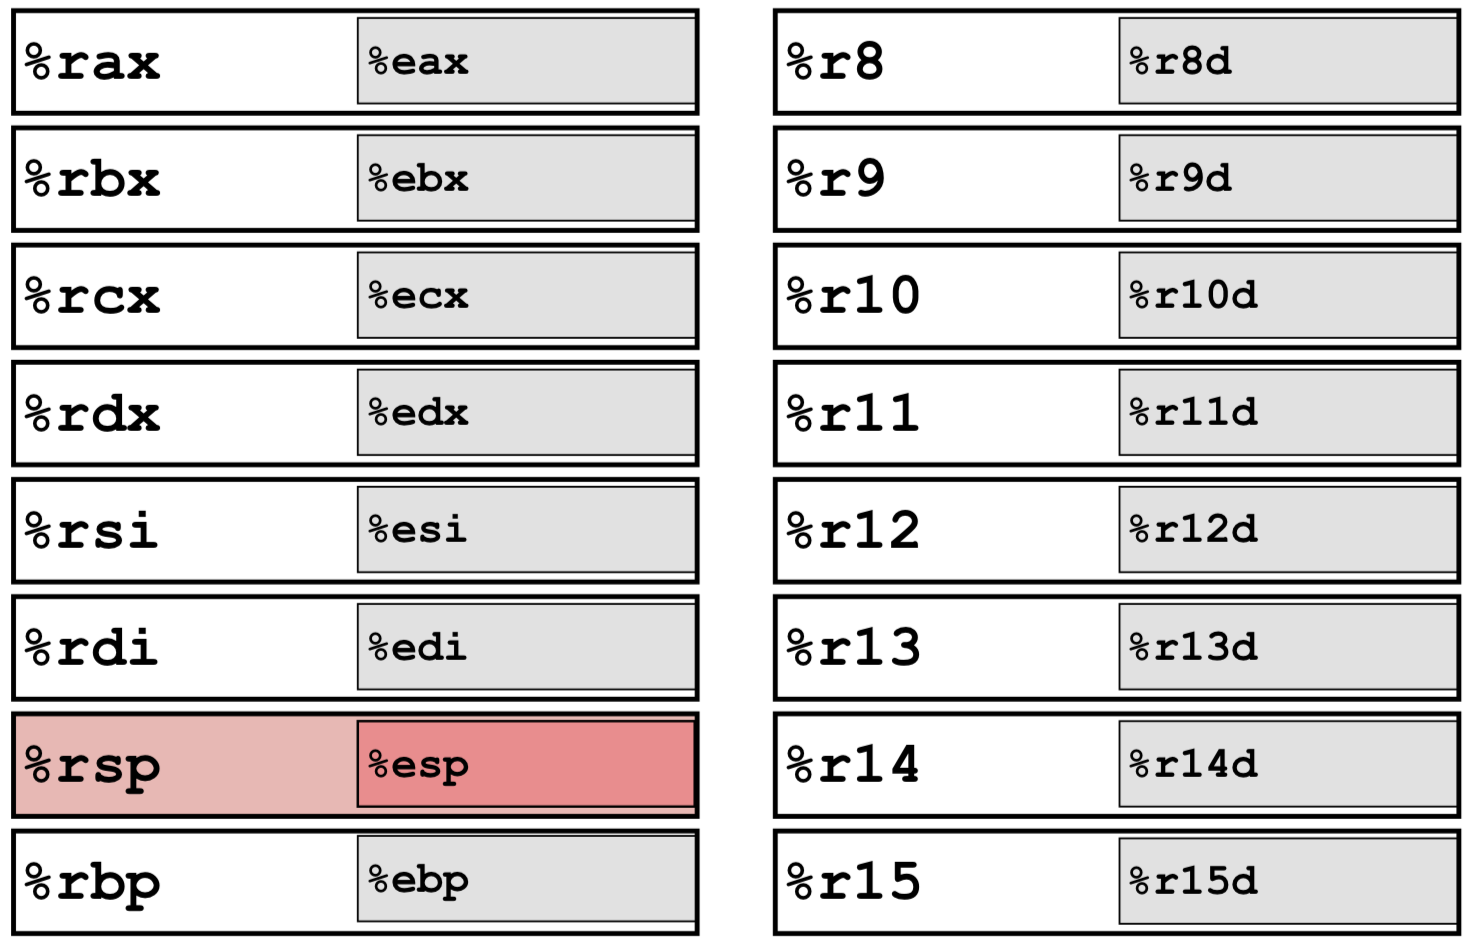 %rax %eax %r8 %r8d
%rbx %ebx %r9 %r9d
%rcx %ecx %r10 %r10d
%rdx %edx %r11 %r11d
%rsi %esi %r12 %r12d
%rdi %edi %r13 %r13d
%rsp %esp %r14 %r14d
%rbp %ebp %r15 %r15d